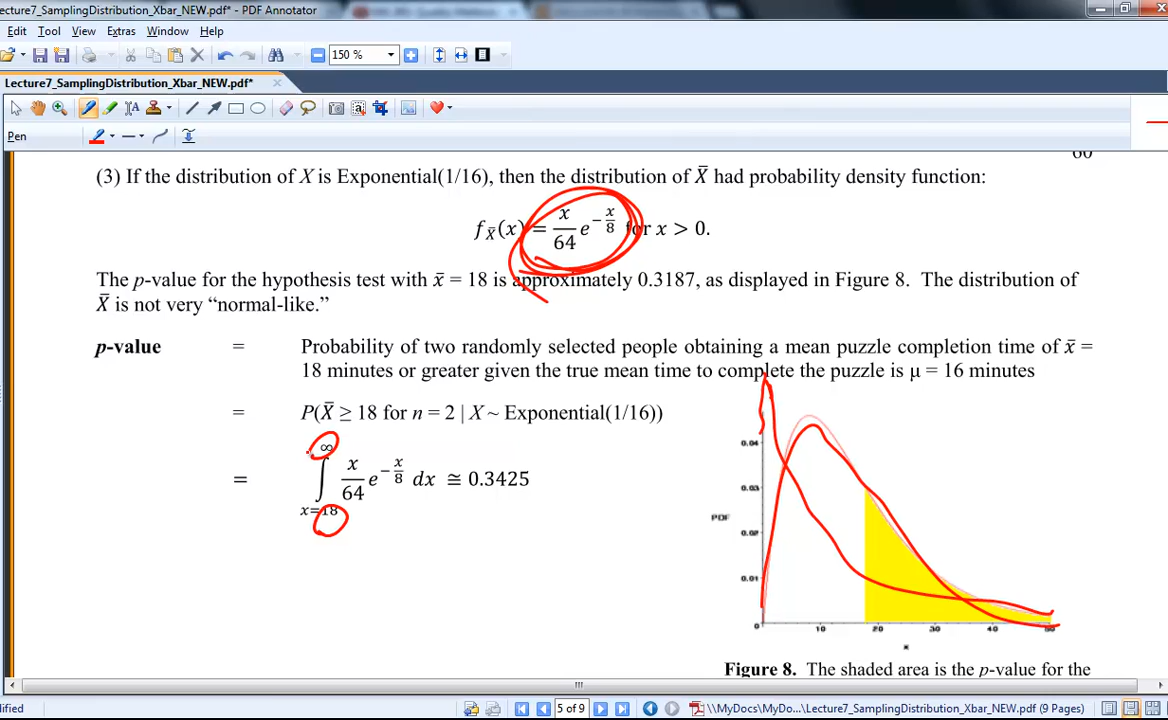 ecture7_SamplingDistribution_Xbar_NEW.pdf* - PDF Annotator
Edit Tool View Extras Window Help
150 %
Lecture7_SamplingDistribution_Xbar_NEW.pdf*
Pen
(3) If the distribution of X is Exponential(1/16), then the distribution of X̄ had probability density function:
f_X̄(x) = x/64 e^(−x/8) for x > 0.
The p-value for the hypothesis test with x̄ = 18 is approximately 0.3187, as displayed in Figure 8. The distribution of
X̄ is not very “normal-like.”
p-value = Probability of two randomly selected people obtaining a mean puzzle completion time of x̄ =
18 minutes or greater given the true mean time to complete the puzzle is μ = 16 minutes
= P(X̄ ≥ 18 for n = 2 | X ~ Exponential(1/16))
= ∫_(x=18)^∞ x/64 e^(−x/8) dx ≅ 0.3425
0.04
0.03
PDF
0.02
0.01
0 10 20 30 40 50
x
Figure 8. The shaded area is the p-value for the
ified 5 of 9 \\MyDocs\MyDo...\Lecture7_SamplingDistribution_Xbar_NEW.pdf (9 Pages)